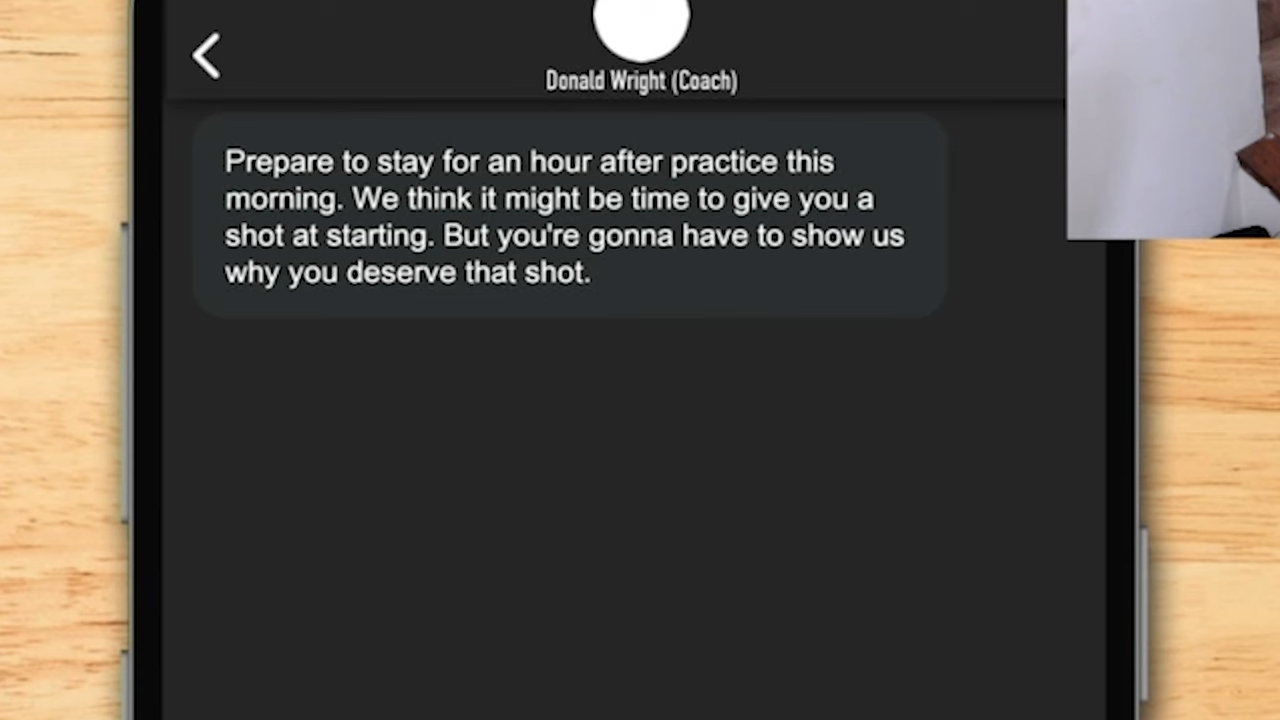 Donald Wright (Coach)
Prepare to stay for an hour after practice this
morning. We think it might be time to give you a
shot at starting. But you're gonna have to show us
why you deserve that shot.